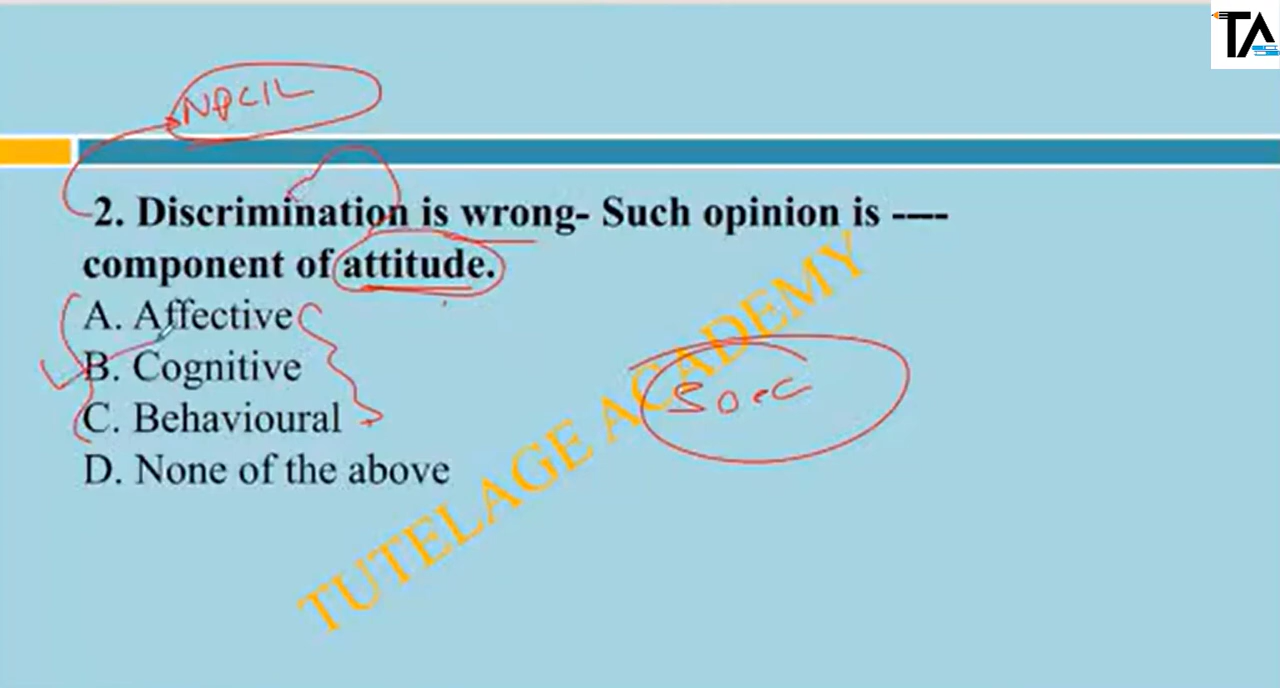 TA
NPCIL
2. Discrimination is wrong- Such opinion is ----
component of attitude.
A. Affective
B. Cognitive
C. Behavioural
D. None of the above
TUTELAGE ACADEMY